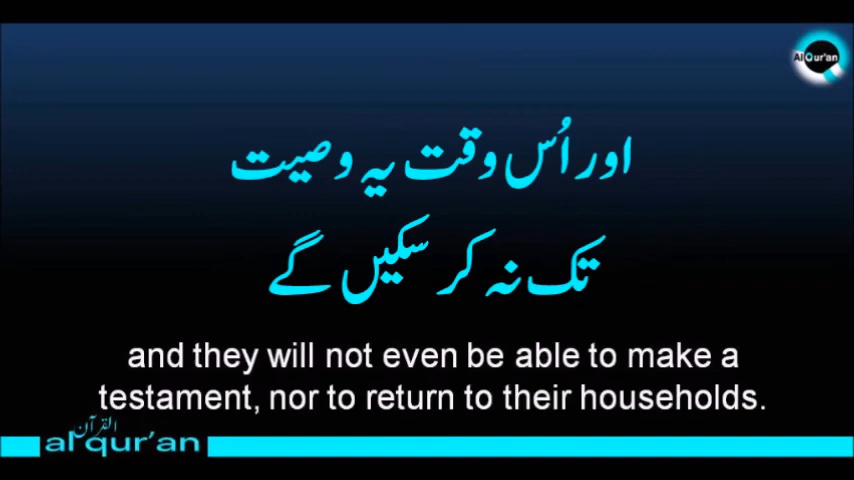 Al Qur'an
اور اُس وقت یہ وصیت
تک نہ کر سکیں گے
and they will not even be able to make a
testament, nor to return to their households.
القرآن
al qur'an